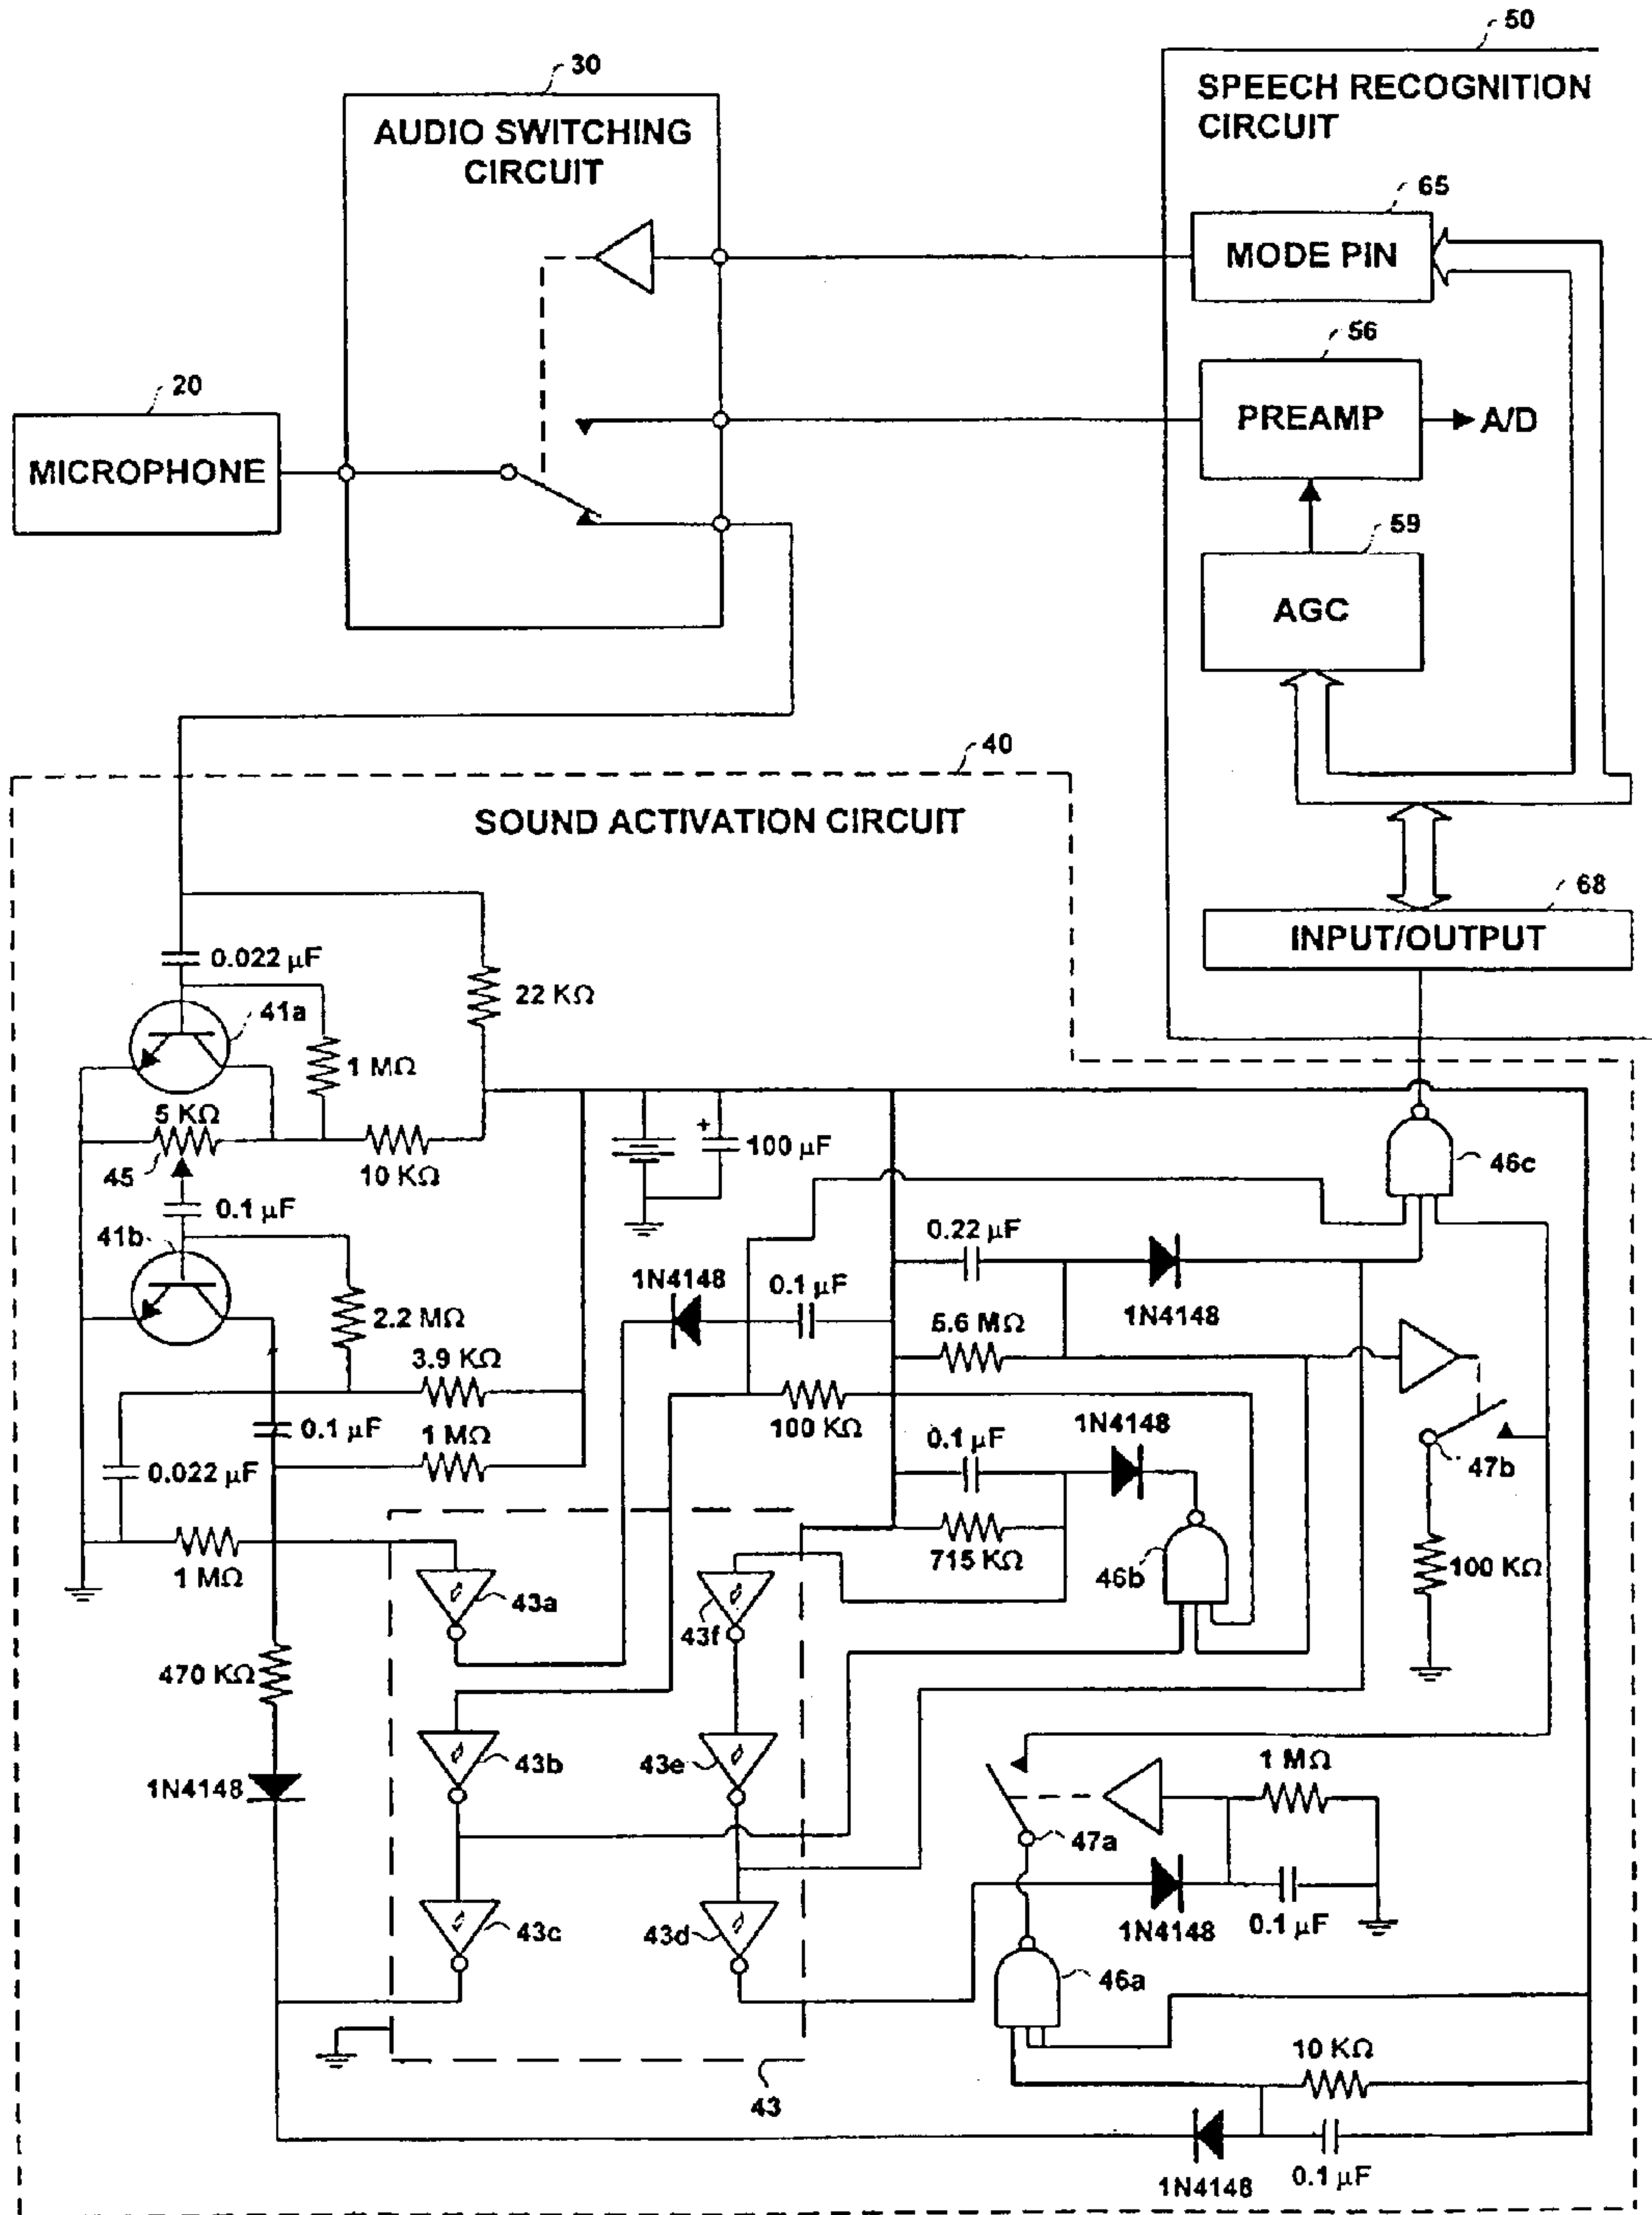 50
SPEECH RECOGNITION
CIRCUIT
30
AUDIO SWITCHING
CIRCUIT
65
MODE PIN
56
PREAMP
A/D
20
MICROPHONE
59
AGC
40
SOUND ACTIVATION CIRCUIT
68
INPUT/OUTPUT
0.022 µF
22 KΩ
41a
1 MΩ
5 KΩ
45
10 KΩ
+
100 µF
46c
0.1 µF
41b
0.22 µF
1N4148
0.1 µF
1N4148
2.2 MΩ
5.6 MΩ
3.9 KΩ
100 KΩ
1N4148
0.1 µF
1 MΩ
0.1 µF
0.022 µF
47b
1 MΩ
715 KΩ
46b
100 KΩ
43a
43f
470 KΩ
1N4148
43b
43e
1 MΩ
47a
43c
43d
1N4148
0.1 µF
46a
10 KΩ
43
1N4148
0.1 µF